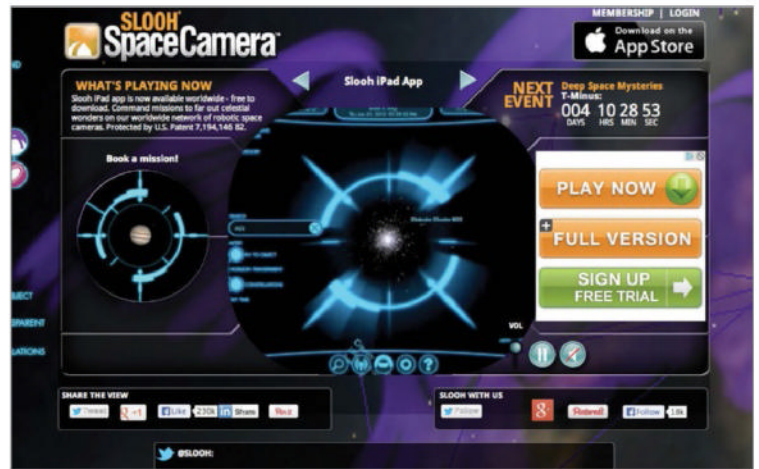 MEMBERSHIP | LOGIN
SLOOH
SpaceCamera
Download on the
App Store
WHAT'S PLAYING NOW
Slooh iPad app is now available worldwide - free to
download. Command missions to far out celestial
wonders on our worldwide network of robotic space
cameras. Protected by U.S. Patent 7,194,146 B2.
Slooh iPad App
NEXT
EVENT
Deep Space Mysteries
T-Minus:
004 10 28 53
DAYS HRS MIN SEC
Book a mission!
PLAY NOW
FULL VERSION
SIGN UP
FREE TRIAL
VOL
SHARE THE VIEW
Tweet
+1
Like 230k
in Share
Pin it
SLOOH WITH US
Follow
8
Pinterest
Follow 18k
@SLOOH: